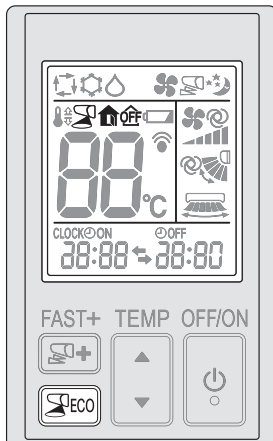 OFF
88
°C
CLOCK ON OFF
88:88 88:80
FAST+ TEMP OFF/ON
ECO